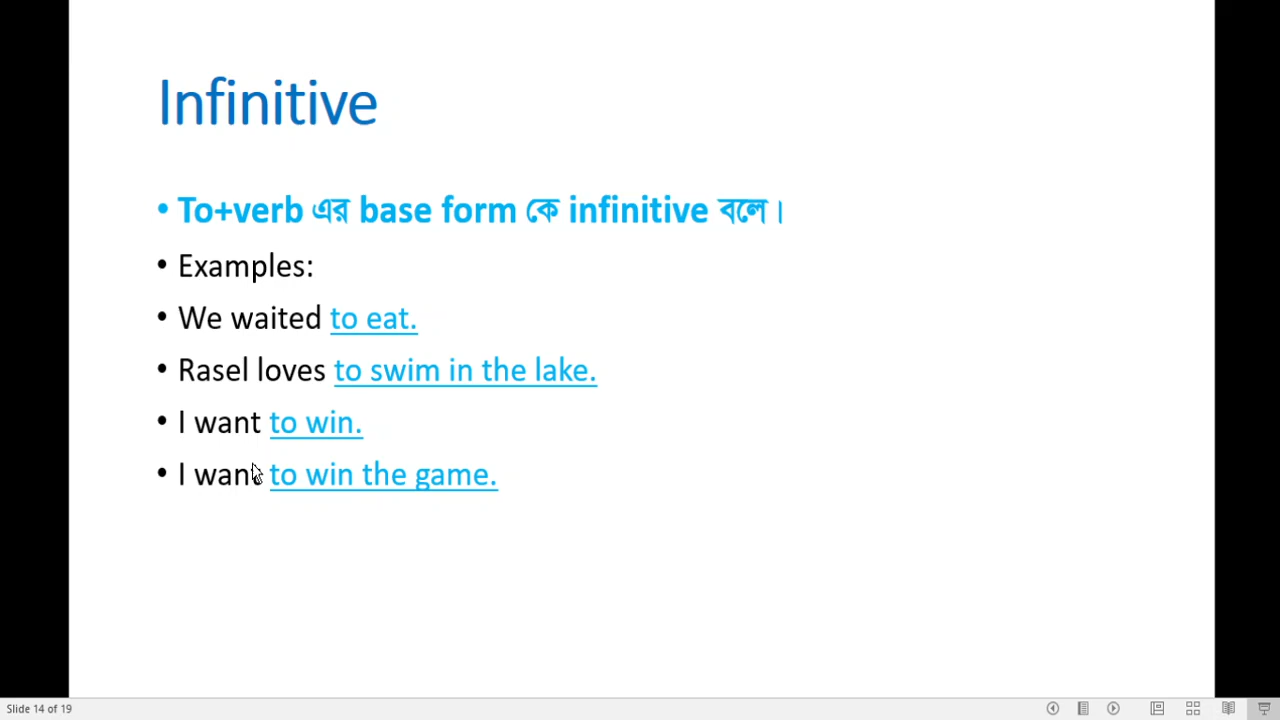 Infinitive
• To+verb এর base form কে infinitive বলে।
• Examples:
• We waited to eat.
• Rasel loves to swim in the lake.
• I want to win.
• I want to win the game.
Slide 14 of 19